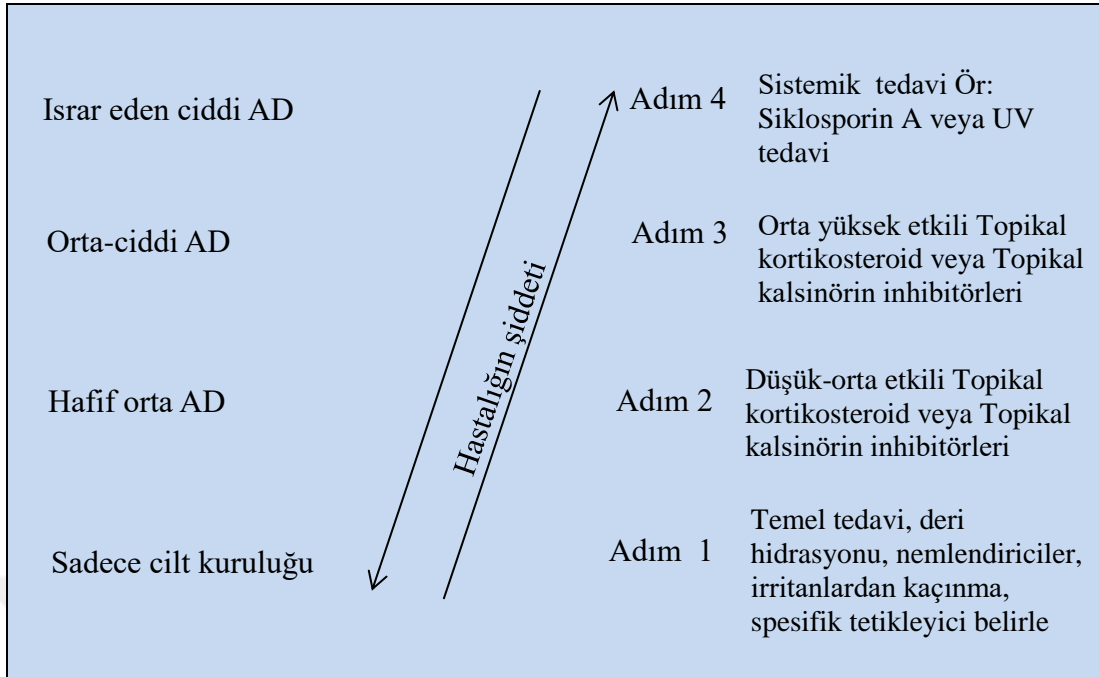 Israr eden ciddi AD
Adım 4
Sistemik tedavi Ör:
Siklosporin A veya UV
tedavi
Orta-ciddi AD
Adım 3
Orta yüksek etkili Topikal
kortikosteroid veya Topikal
kalsinörin inhibitörleri
Hastalığın şiddeti
Hafif orta AD
Adım 2
Düşük-orta etkili Topikal
kortikosteroid veya Topikal
kalsinörin inhibitörleri
Sadece cilt kuruluğu
Adım 1
Temel tedavi, deri
hidrasyonu, nemlendiriciler,
irritanlardan kaçınma,
spesifik tetikleyici belirle